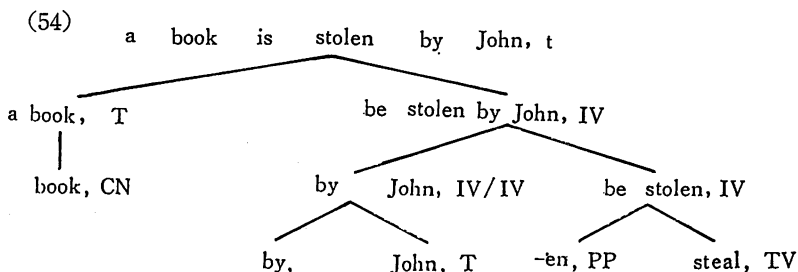 (54)
a book is stolen by John, t
a book, T be stolen by John, IV
book, CN by John, IV/IV be stolen, IV
by, John, T -en, PP steal, TV